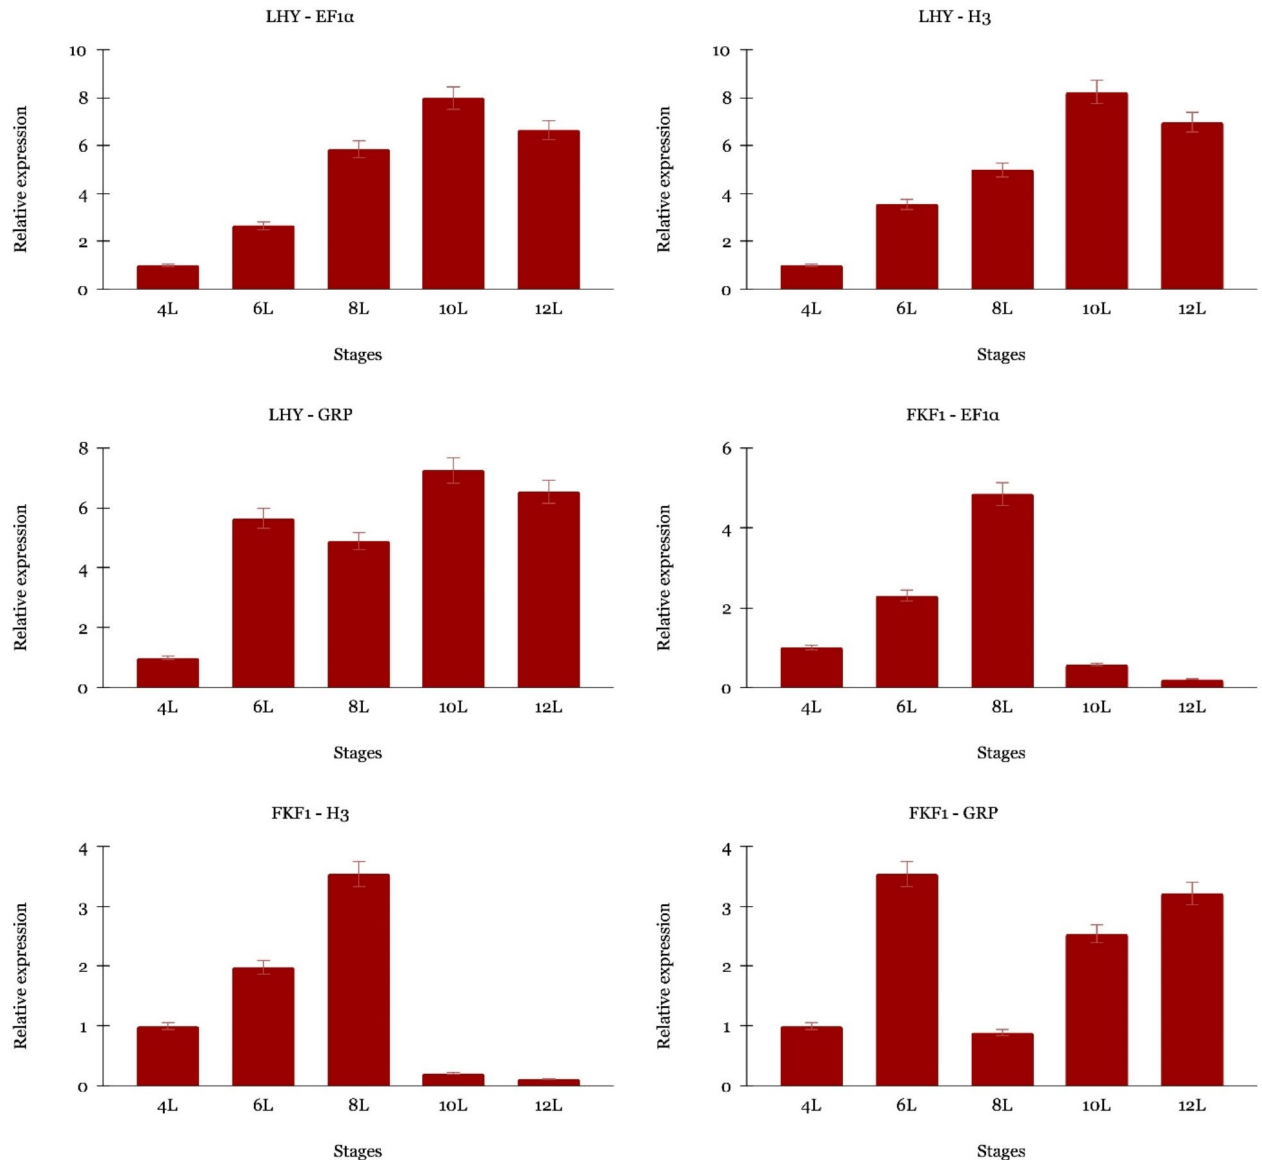 LHY - EF1α
Relative expression
10
8
6
4
2
0
4L 6L 8L 10L 12L
Stages
LHY - H3
Relative expression
10
8
6
4
2
0
4L 6L 8L 10L 12L
Stages
LHY - GRP
Relative expression
8
6
4
2
0
4L 6L 8L 10L 12L
Stages
FKF1 - EF1α
Relative expression
6
4
2
0
4L 6L 8L 10L 12L
Stages
FKF1 - H3
Relative expression
4
3
2
1
0
4L 6L 8L 10L 12L
Stages
FKF1 - GRP
Relative expression
4
3
2
1
0
4L 6L 8L 10L 12L
Stages